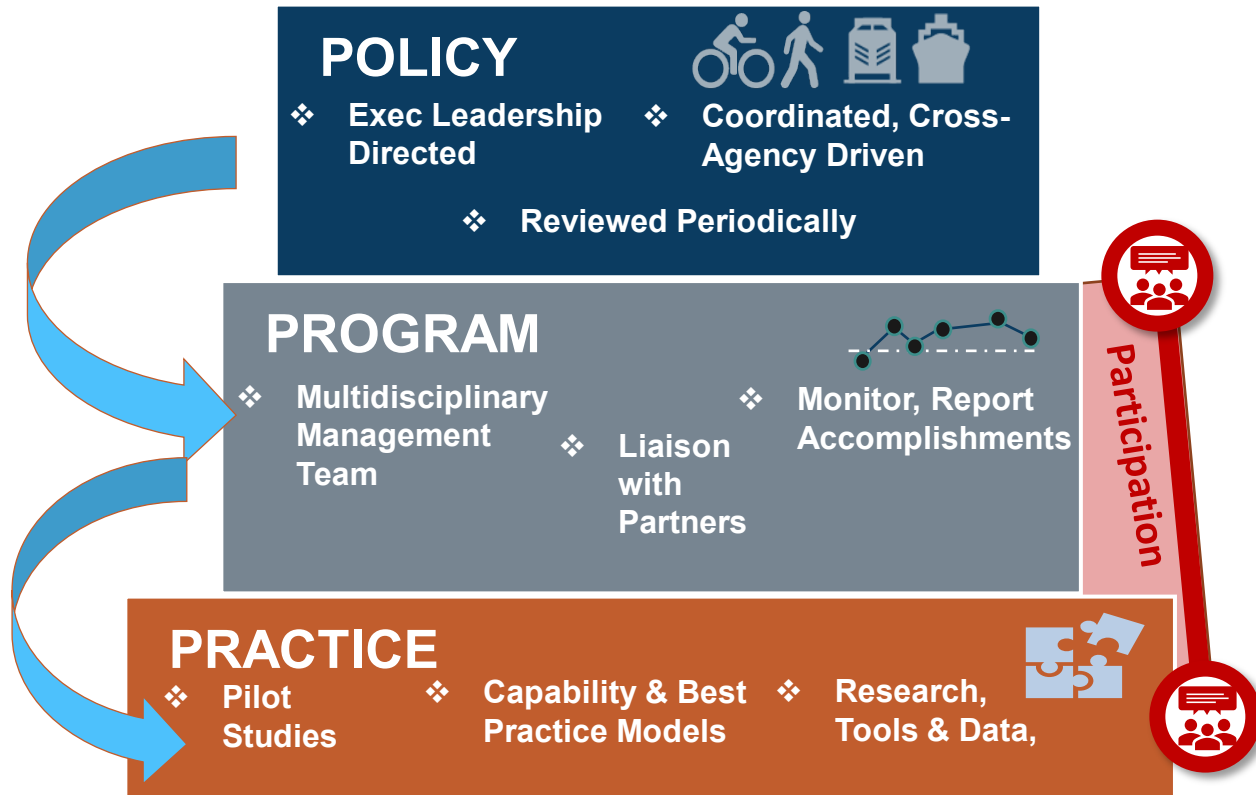 POLICY
❖ Exec Leadership
Directed
❖ Coordinated, Cross-
Agency Driven
❖ Reviewed Periodically
PROGRAM
❖ Multidisciplinary
Management
Team
❖ Liaison
with
Partners
❖ Monitor, Report
Accomplishments
Participation
PRACTICE
❖ Pilot
Studies
❖ Capability & Best
Practice Models
❖ Research,
Tools & Data,